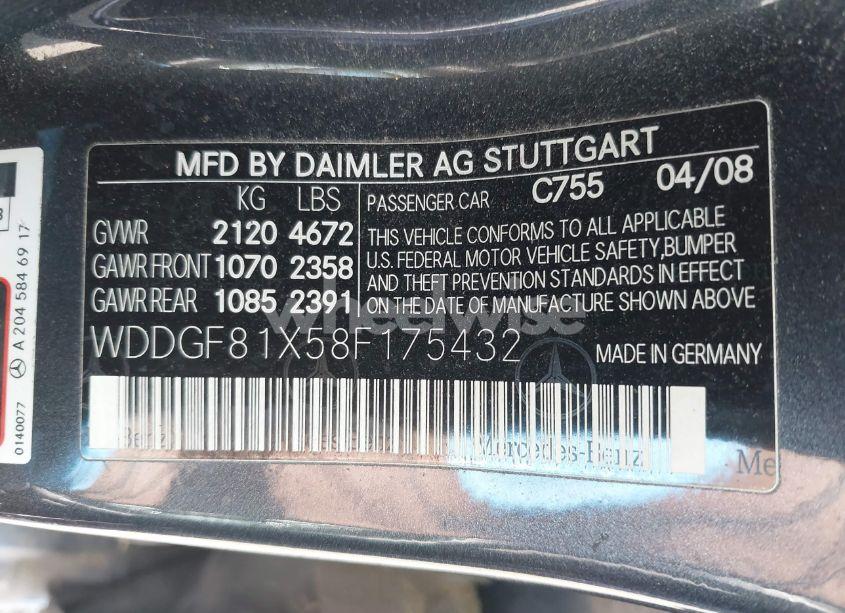 MFD BY DAIMLER AG STUTTGART
KG LBS
GVWR 2120 4672
GAWR FRONT 1070 2358
GAWR REAR 1085 2391
PASSENGER CAR C755 04/08
THIS VEHICLE CONFORMS TO ALL APPLICABLE
U.S. FEDERAL MOTOR VEHICLE SAFETY,BUMPER
AND THEFT PREVENTION STANDARDS IN EFFECT
ON THE DATE OF MANUFACTURE SHOWN ABOVE
WDDGF81X58F175432 MADE IN GERMANY
Mercedes-Benz
Me
A 204 584 69 17
0140077
wheelwise